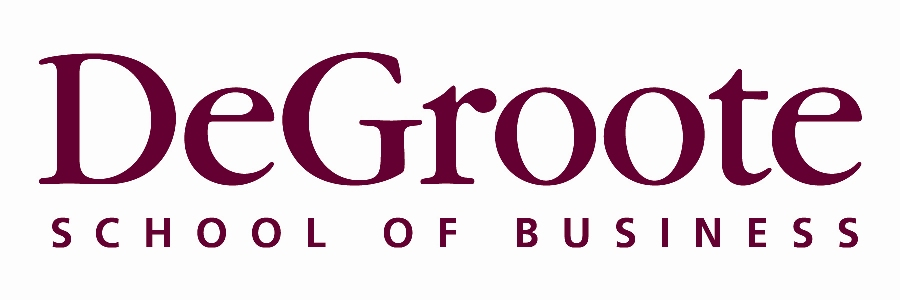 DeGroote
SCHOOL OF BUSINESS